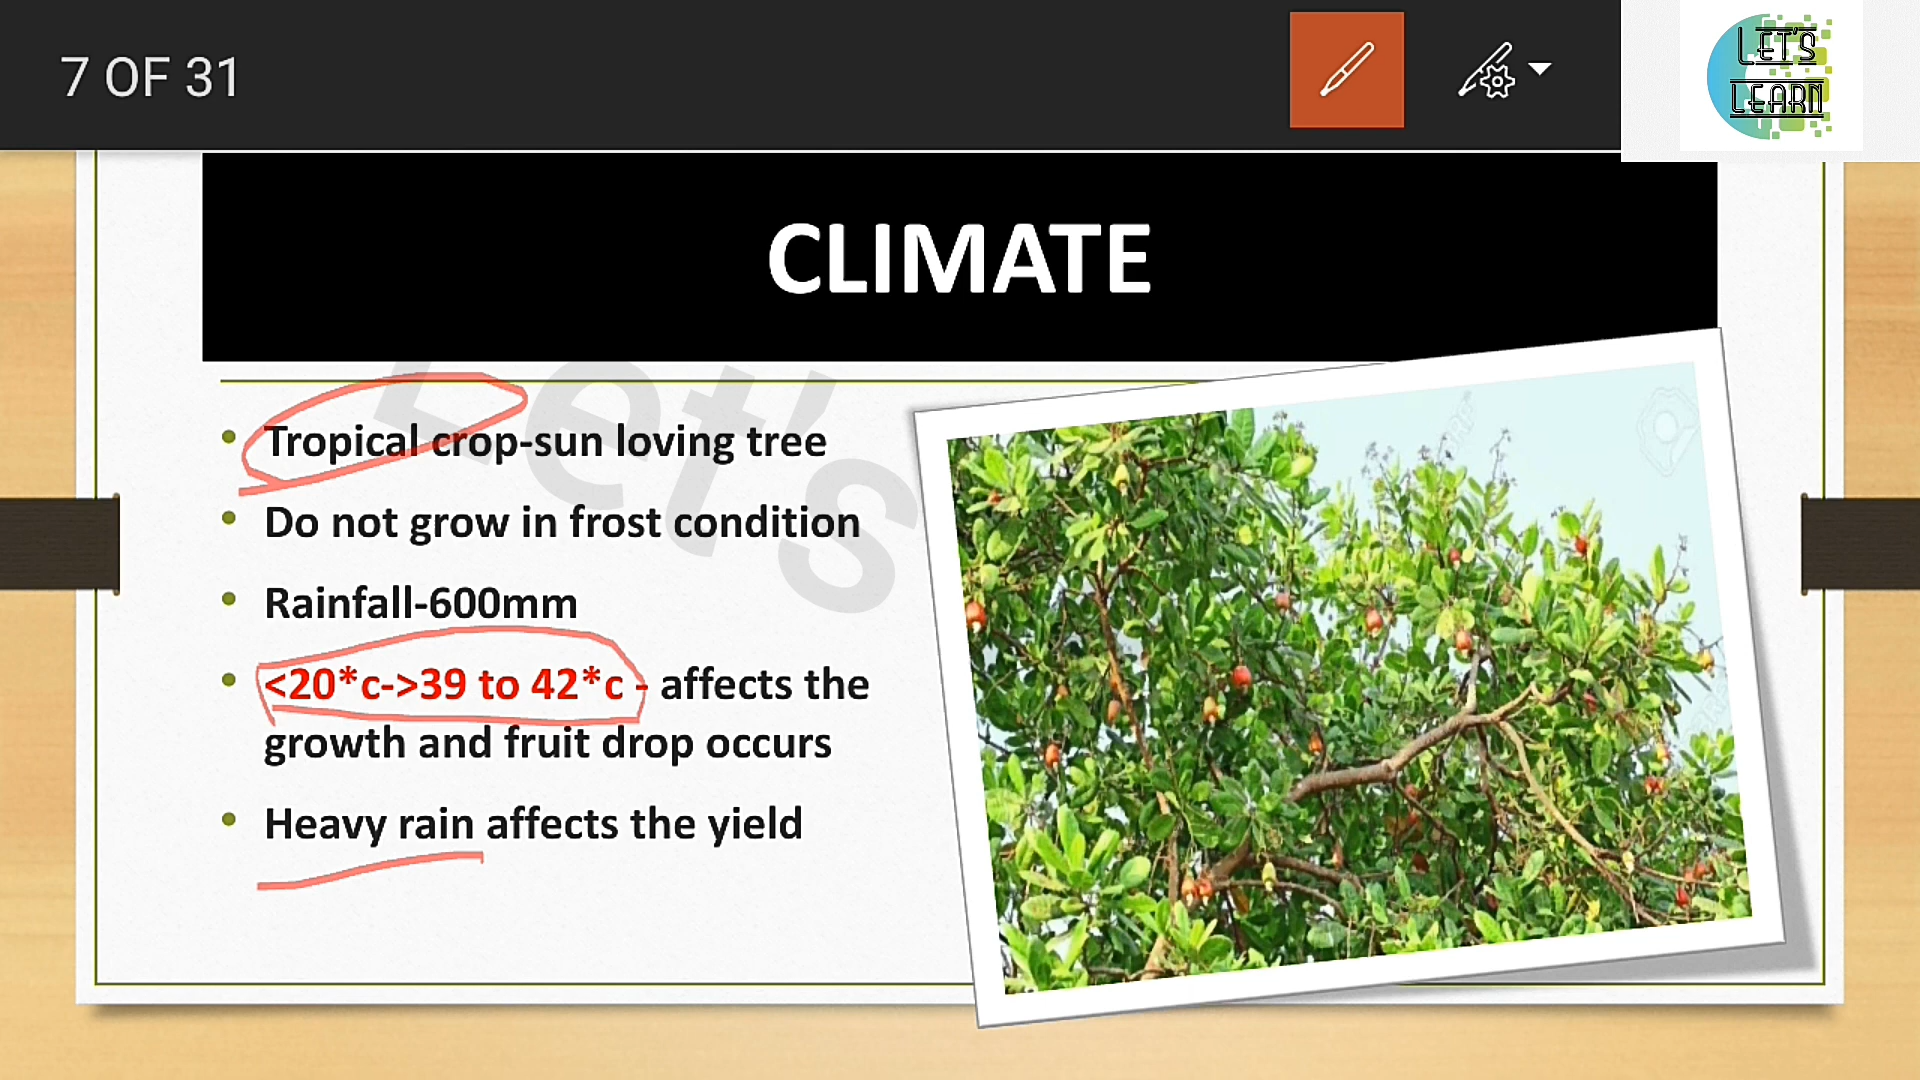 7 OF 31
LET'S
LEARN
CLIMATE
Let's
• Tropical crop-sun loving tree
• Do not grow in frost condition
• Rainfall-600mm
• <20*c->39 to 42*c - affects the
growth and fruit drop occurs
• Heavy rain affects the yield